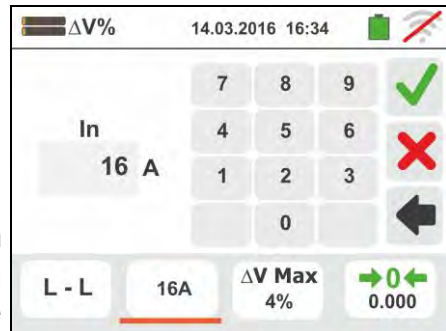 ΔV% 14.03.2016 16:34
7 8 9
In 4 5 6
16 A 1 2 3
0
L - L 16A ΔV Max 4% 0 0.000